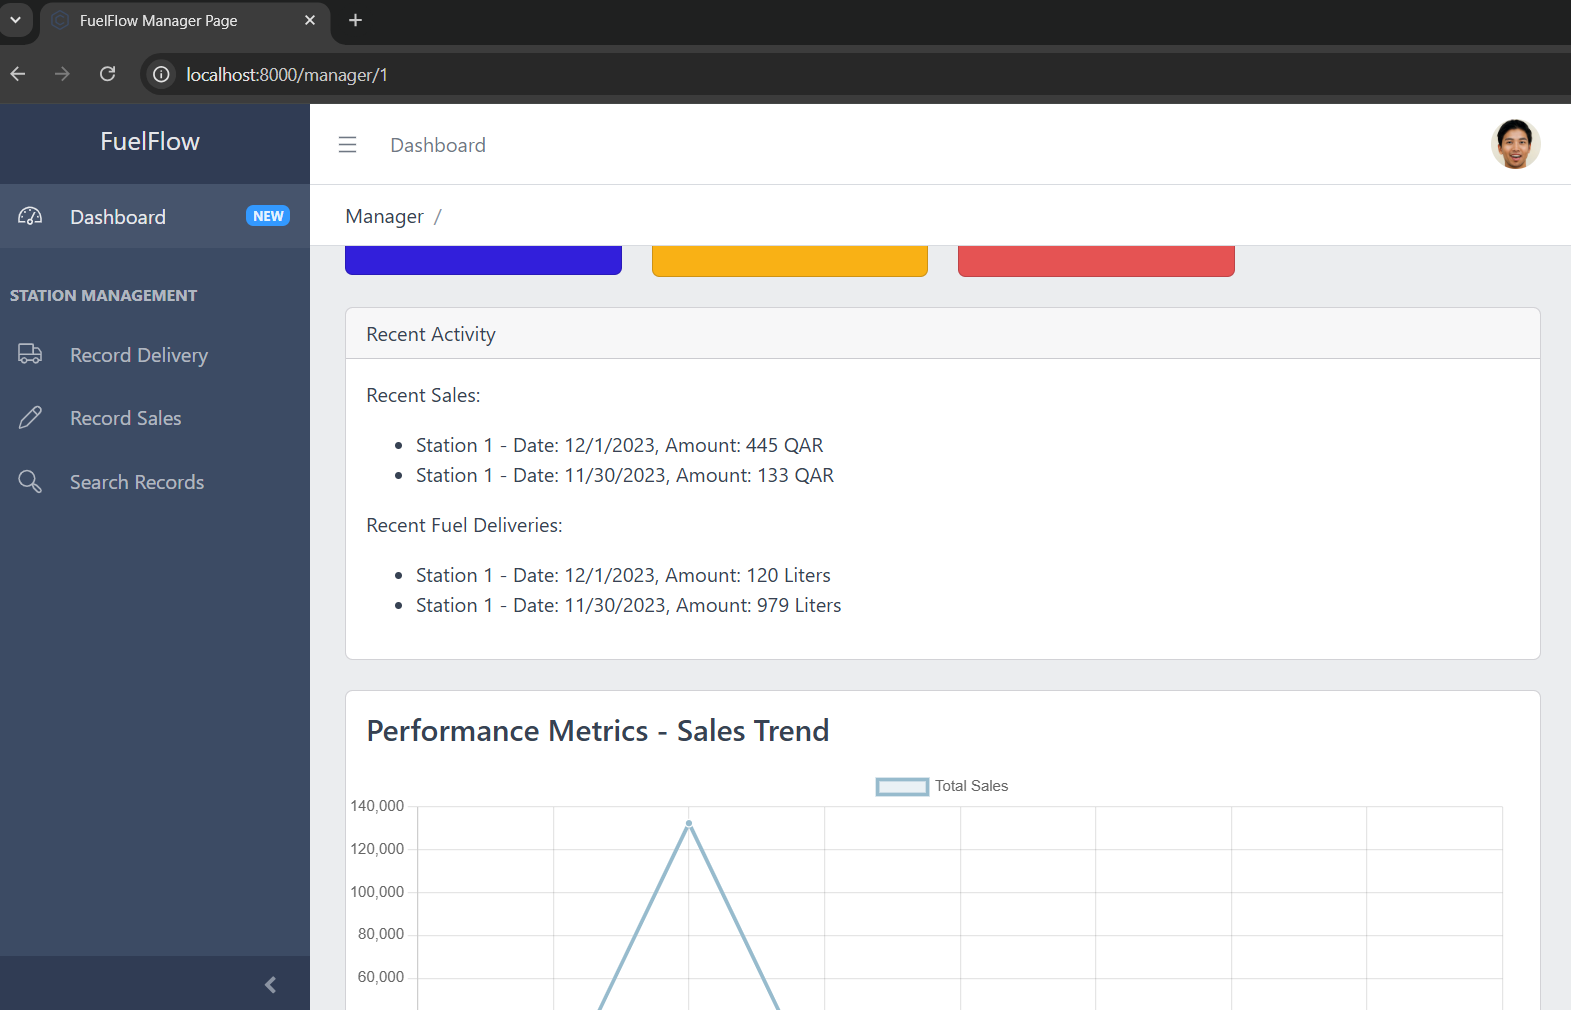 FuelFlow Manager Page
localhost:8000/manager/1
FuelFlow
Dashboard
Dashboard NEW
Manager /
STATION MANAGEMENT
Record Delivery
Record Sales
Search Records
Recent Activity
Recent Sales:
Station 1 - Date: 12/1/2023, Amount: 445 QAR
Station 1 - Date: 11/30/2023, Amount: 133 QAR
Recent Fuel Deliveries:
Station 1 - Date: 12/1/2023, Amount: 120 Liters
Station 1 - Date: 11/30/2023, Amount: 979 Liters
Performance Metrics - Sales Trend
Total Sales
140,000
120,000
100,000
80,000
60,000